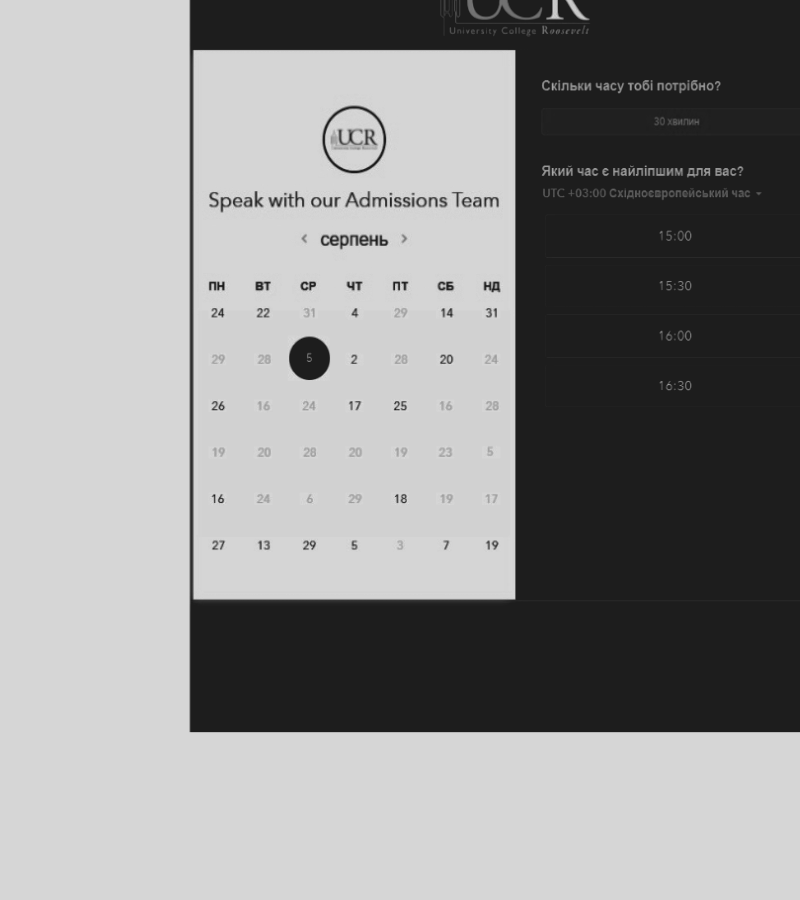 UCR
University College Roosevelt
UCR
Speak with our Admissions Team
‹ серпень ›
ПН ВТ СР ЧТ ПТ СБ НД
24 22 31 4 29 14 31
29 28 5 2 28 20 24
26 16 24 17 25 16 28
19 20 28 20 19 23 5
16 24 6 29 18 19 17
27 13 29 5 3 7 19
Скільки часу тобі потрібно?
30 хвилин
Який час є найліпшим для вас?
UTC +03:00 Східноєвропейський час
15:00
15:30
16:00
16:30